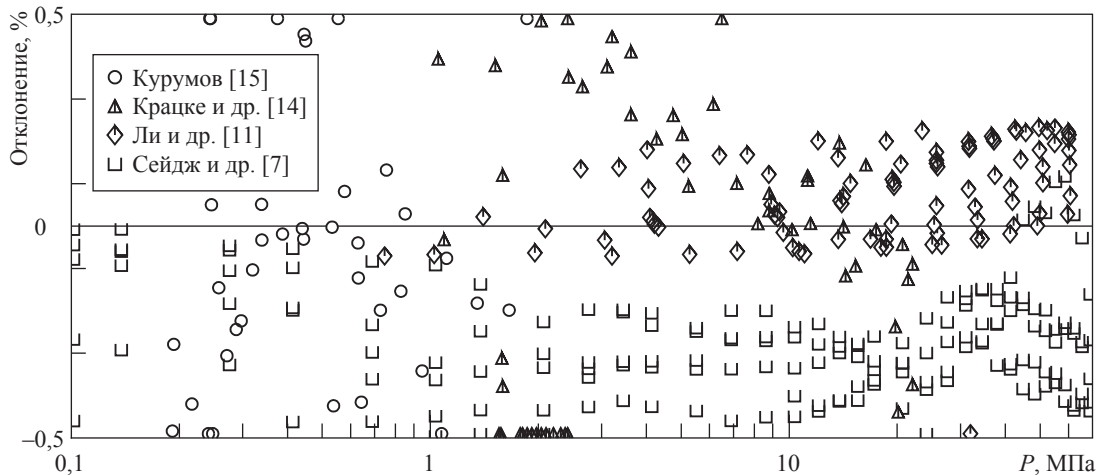 0,5
Отклонение, %
Курумов [15]
Крацке и др. [14]
Ли и др. [11]
Сейдж и др. [7]
0
–0,5
0,1
1
10
P, МПа